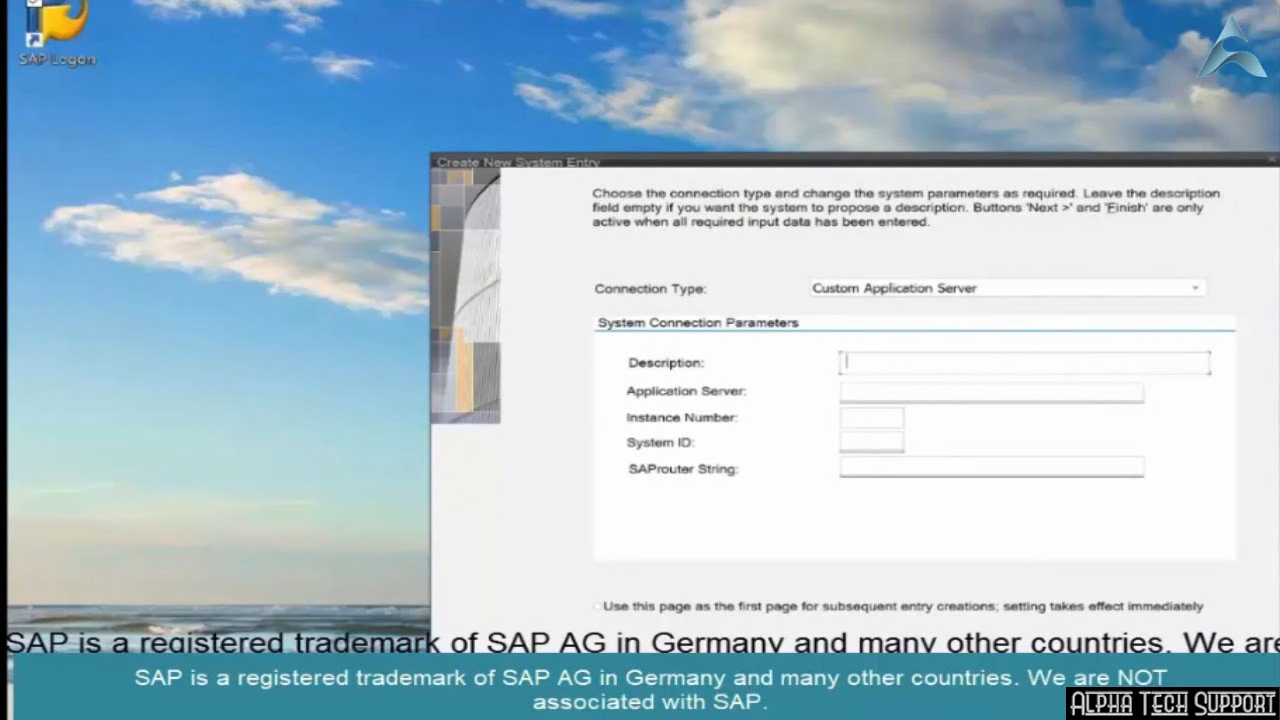 SAP Logon
Create New System Entry
Choose the connection type and change the system parameters as required. Leave the description
field empty if you want the system to propose a description. Buttons 'Next >' and 'Finish' are only
active when all required input data has been entered.
Connection Type:
Custom Application Server
System Connection Parameters
Description:
Application Server:
Instance Number:
System ID:
SAProuter String:
Use this page as the first page for subsequent entry creations; setting takes effect immediately
SAP is a registered trademark of SAP AG in Germany and many other countries. We are
SAP is a registered trademark of SAP AG in Germany and many other countries. We are NOT
associated with SAP.
Alpha Tech Support